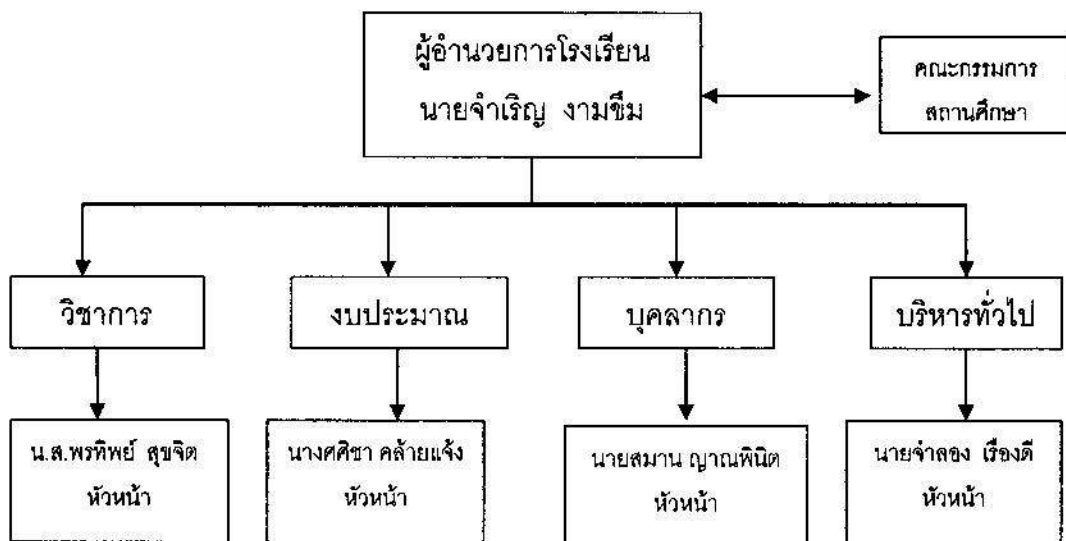 ผู้อำนวยการโรงเรียน
นายจำเริญ งามขึม
คณะกรรมการ
สถานศึกษา
วิชาการ
งบประมาณ
บุคลากร
บริหารทั่วไป
น.ส.พรทิพย์ สุขจิต
หัวหน้า
นางศศิชา คล้ายแจ้ง
หัวหน้า
นายสมาน ญาณพินิต
หัวหน้า
นายจำลอง เรื่องดี
หัวหน้า